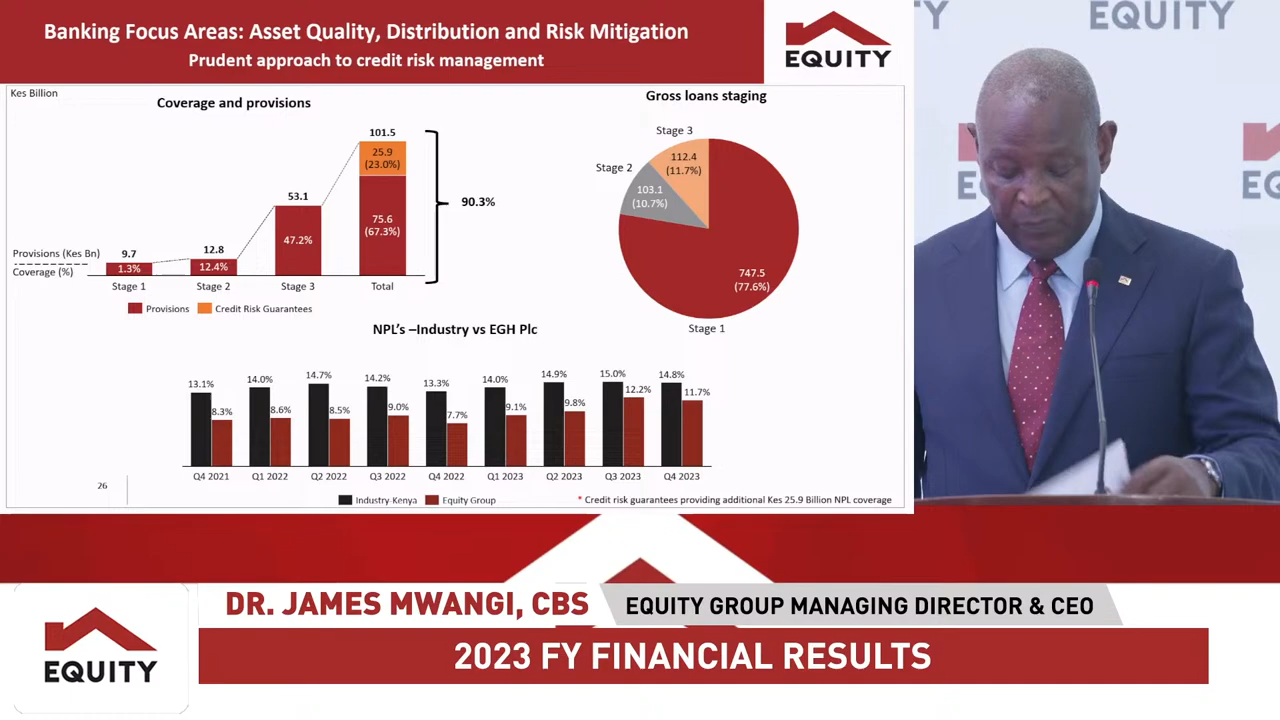 Banking Focus Areas: Asset Quality, Distribution and Risk Mitigation
Prudent approach to credit risk management
EQUITY
Kes Billion
Coverage and provisions
101.5
25.9
(23.0%)
75.6
(67.3%)
90.3%
53.1
47.2%
12.8
12.4%
9.7
1.3%
Provisions (Kes Bn)
Coverage (%)
Stage 1
Stage 2
Stage 3
Total
Provisions
Credit Risk Guarantees
Gross loans staging
Stage 3
112.4
(11.7%)
Stage 2
103.1
(10.7%)
747.5
(77.6%)
Stage 1
NPL's –Industry vs EGH Plc
13.1%
8.3%
14.0%
8.6%
14.7%
8.5%
14.2%
9.0%
13.3%
7.7%
14.0%
9.1%
14.9%
9.8%
15.0%
12.2%
14.8%
11.7%
Q4 2021
Q1 2022
Q2 2022
Q3 2022
Q4 2022
Q1 2023
Q2 2023
Q3 2023
Q4 2023
26
Industry-Kenya
Equity Group
* Credit risk guarantees providing additional Kes 25.9 Billion NPL coverage
EQUITY
DR. JAMES MWANGI, CBS
EQUITY GROUP MANAGING DIRECTOR & CEO
2023 FY FINANCIAL RESULTS
EQUITY